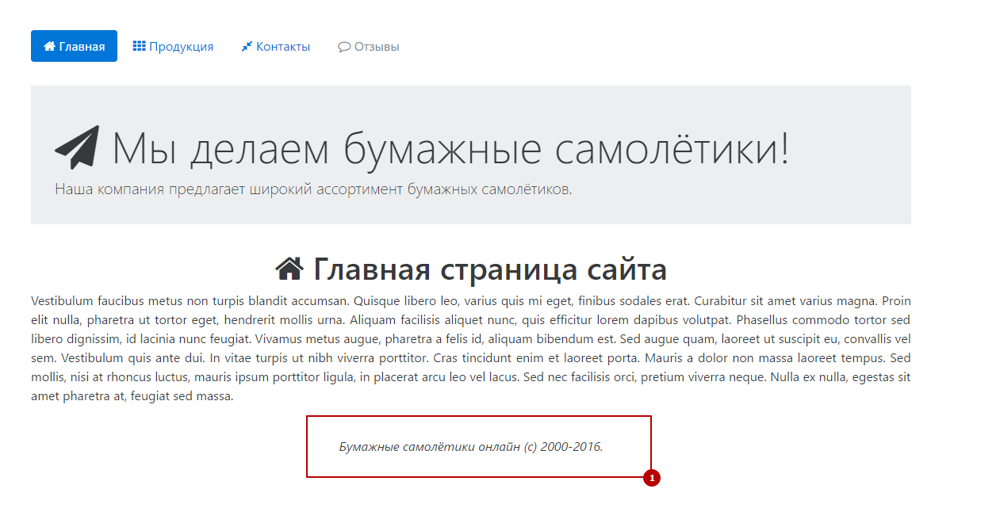 Главная Продукция Контакты Отзывы
Мы делаем бумажные самолётики!
Наша компания предлагает широкий ассортимент бумажных самолётиков.
Главная страница сайта
Vestibulum faucibus metus non turpis blandit accumsan. Quisque libero leo, varius quis mi eget, finibus sodales erat. Curabitur sit amet varius magna. Proin
elit nulla, pharetra ut tortor eget, hendrerit mollis urna. Aliquam facilisis aliquet nunc, quis efficitur lorem dapibus volutpat. Phasellus commodo tortor sed
libero dignissim, id lacinia nunc feugiat. Vivamus metus augue, pharetra a felis id, aliquam bibendum est. Sed augue quam, laoreet ut suscipit eu, convallis vel
sem. Vestibulum quis ante dui. In vitae turpis ut nibh viverra porttitor. Cras tincidunt enim et laoreet porta. Mauris a dolor non massa laoreet tempus. Sed
mollis, nisi at rhoncus luctus, mauris ipsum porttitor ligula, in placerat arcu leo vel lacus. Sed nec facilisis orci, pretium viverra neque. Nulla ex nulla, egestas sit
amet pharetra at, feugiat sed massa.
Бумажные самолётики онлайн (c) 2000-2016.
1